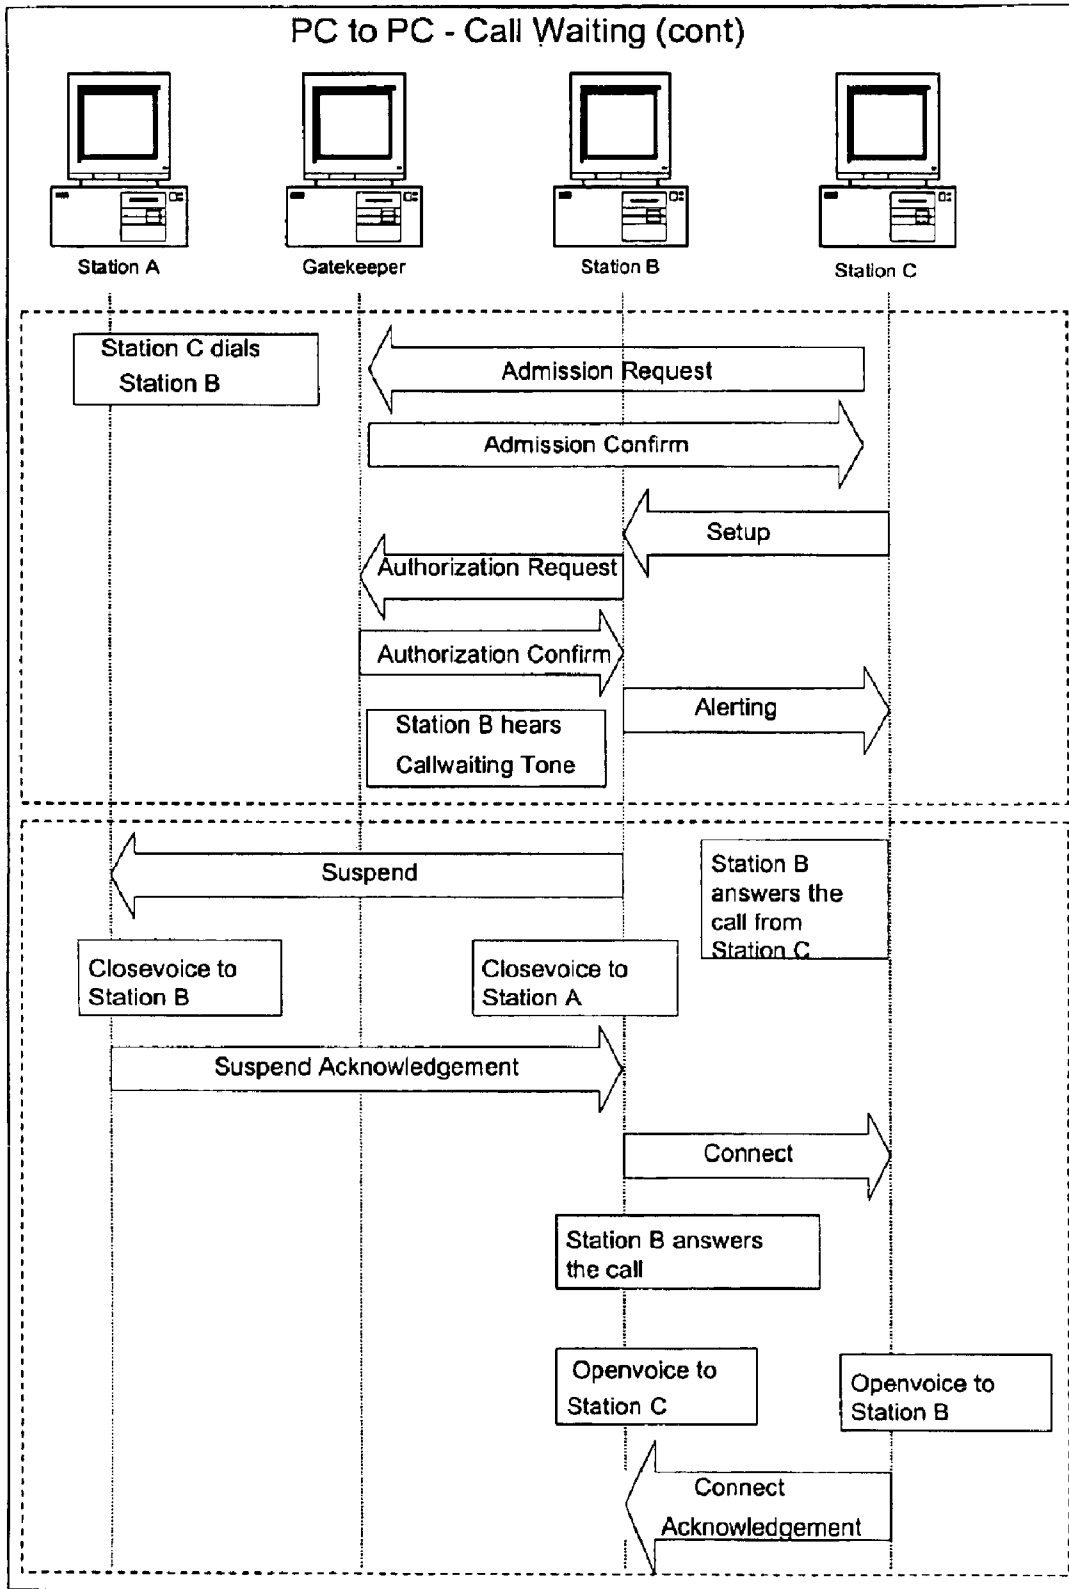 PC to PC - Call Waiting (cont)
Station A
Gatekeeper
Station B
Station C
Station C dials
Station B
Admission Request
Admission Confirm
Setup
Authorization Request
Authorization Confirm
Alerting
Station B hears
Callwaiting Tone
Suspend
Station B
answers the
call from
Station C
Closevoice to
Station B
Closevoice to
Station A
Suspend Acknowledgement
Connect
Station B answers
the call
Openvoice to
Station C
Openvoice to
Station B
Connect
Acknowledgement